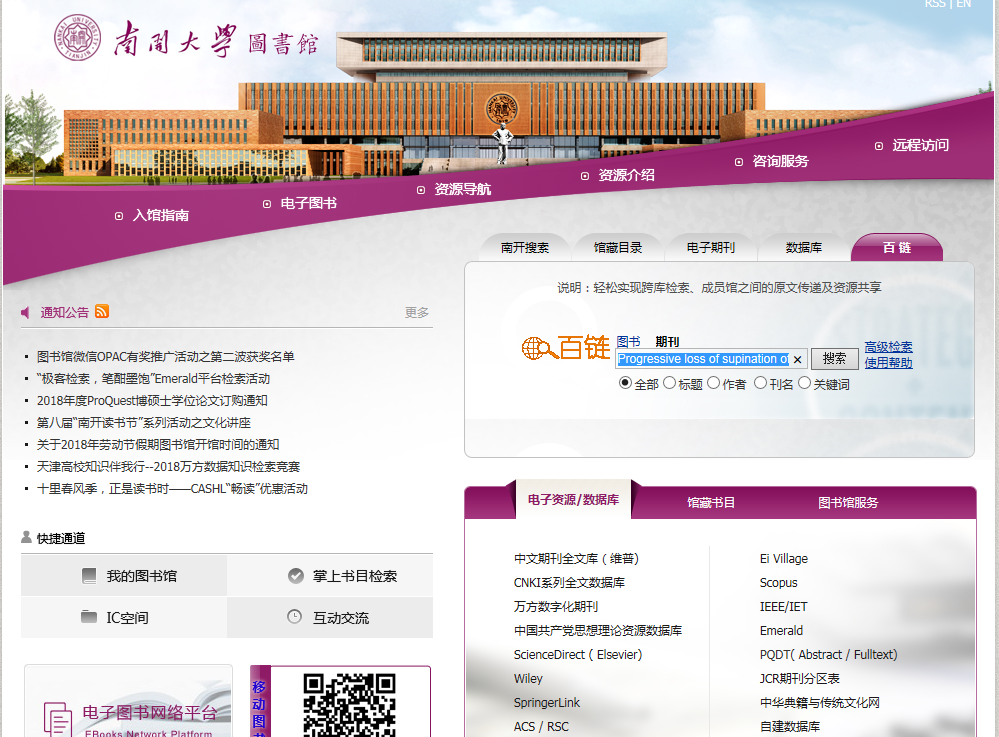 RSS | EN
南開大學 圖書館
入馆指南
电子图书
资源导航
资源介绍
咨询服务
远程访问
南开搜索 馆藏目录 电子期刊 数据库 百 链
说明：轻松实现跨库检索、成员馆之间的原文传递及资源共享
百链
图书 期刊
Progressive loss of supination of × 搜索
高级检索
使用帮助
全部 标题 作者 刊名 关键词
通知公告 更多
图书馆微信OPAC有奖推广活动之第二波获奖名单
“极客检索，笔酣墨饱”Emerald平台检索活动
2018年度ProQuest博硕士学位论文订购通知
第八届“南开读书节”系列活动之文化讲座
关于2018年劳动节假期图书馆开馆时间的通知
天津高校知识伴我行--2018万方数据知识检索竞赛
十里春风季，正是读书时——CASHL“畅读”优惠活动
快捷通道
我的图书馆 掌上书目检索
IC空间 互动交流
电子图书网络平台
EBooks Network Platform
移动图书
电子资源/数据库 馆藏书目 图书馆服务
中文期刊全文库（维普）
CNKI系列全文数据库
万方数字化期刊
中国共产党思想理论资源数据库
ScienceDirect ( Elsevier)
Wiley
SpringerLink
ACS / RSC
Ei Village
Scopus
IEEE/IET
Emerald
PQDT( Abstract / Fulltext)
JCR期刊分区表
中华典籍与传统文化网
自建数据库